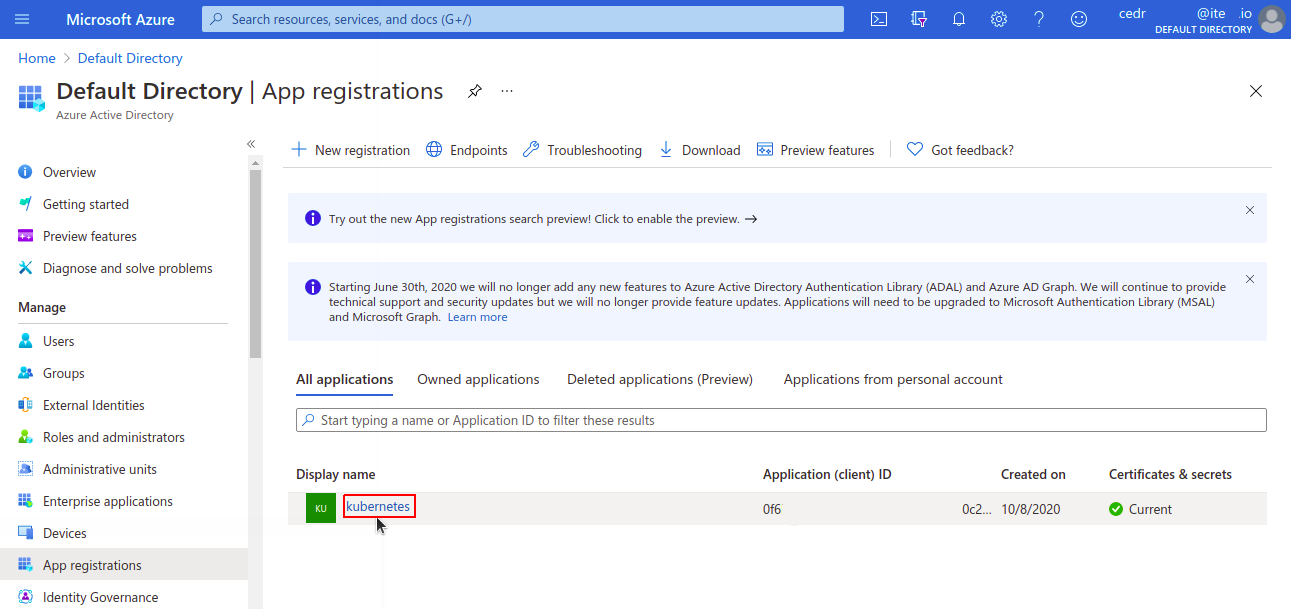 Microsoft Azure
Search resources, services, and docs (G+/)
cedr @ite .io
DEFAULT DIRECTORY
Home > Default Directory
Default Directory | App registrations
Azure Active Directory
New registration Endpoints Troubleshooting Download Preview features Got feedback?
Overview
Getting started
Preview features
Diagnose and solve problems
Manage
Users
Groups
External Identities
Roles and administrators
Administrative units
Enterprise applications
Devices
App registrations
Identity Governance
Try out the new App registrations search preview! Click to enable the preview. →
Starting June 30th, 2020 we will no longer add any new features to Azure Active Directory Authentication Library (ADAL) and Azure AD Graph. We will continue to provide
technical support and security updates but we will no longer provide feature updates. Applications will need to be upgraded to Microsoft Authentication Library (MSAL)
and Microsoft Graph. Learn more
All applications Owned applications Deleted applications (Preview) Applications from personal account
Start typing a name or Application ID to filter these results
Display name Application (client) ID Created on Certificates & secrets
KU kubernetes 0f6 0c2... 10/8/2020 Current